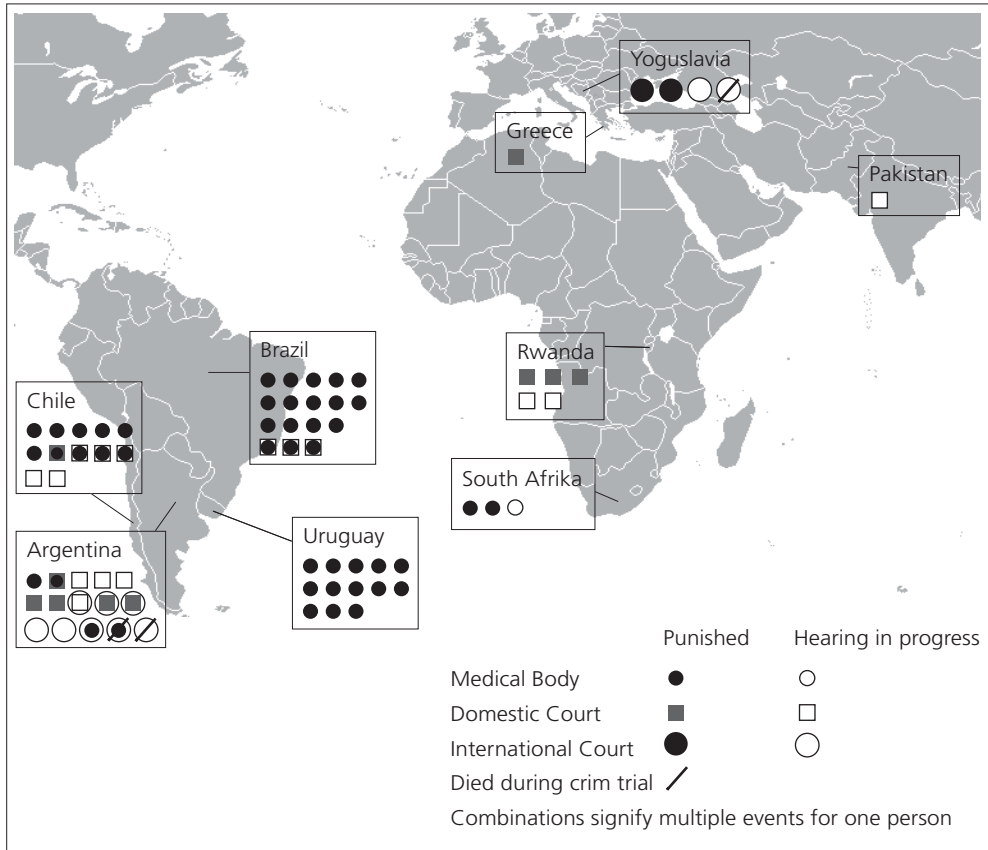 Yoguslavia
Greece
Pakistan
Brazil
Rwanda
Chile
South Afrika
Uruguay
Argentina
Punished Hearing in progress
Medical Body
Domestic Court
International Court
Died during crim trial
Combinations signify multiple events for one person